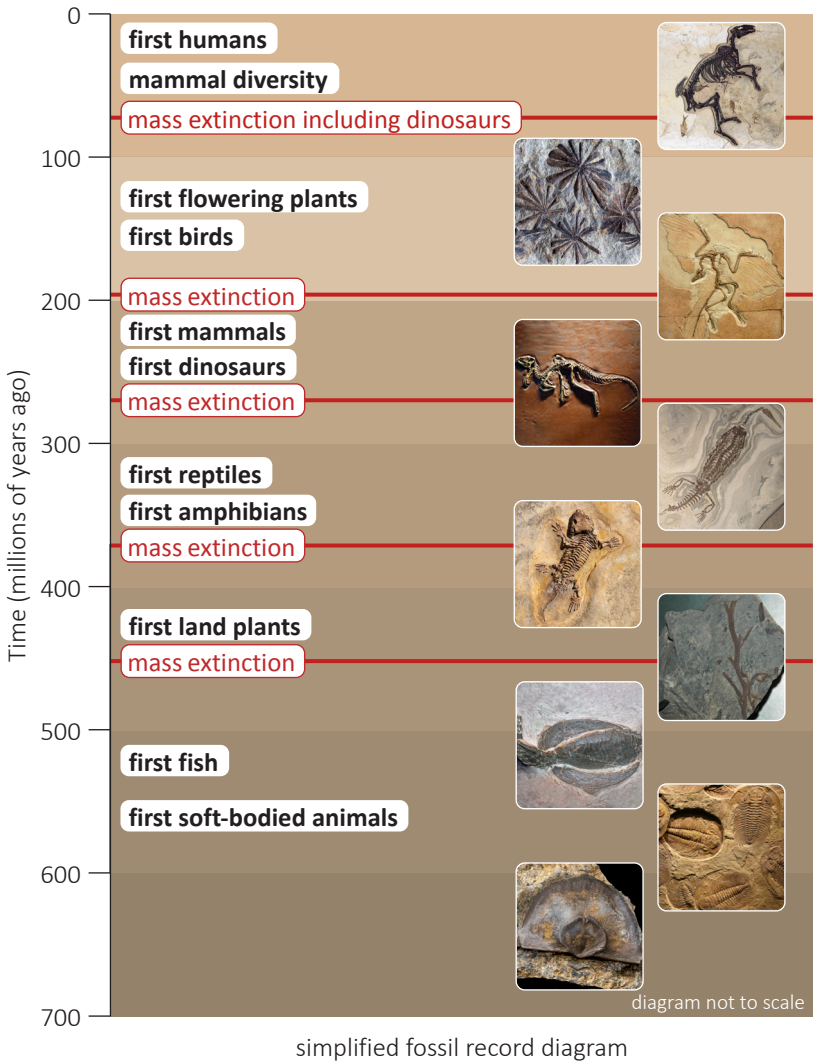 0
first humans
mammal diversity
mass extinction including dinosaurs
100
first flowering plants
first birds
mass extinction
200
first mammals
first dinosaurs
mass extinction
300
first reptiles
first amphibians
mass extinction
400
first land plants
mass extinction
500
first fish
first soft-bodied animals
600
700
Time (millions of years ago)
diagram not to scale
simplified fossil record diagram